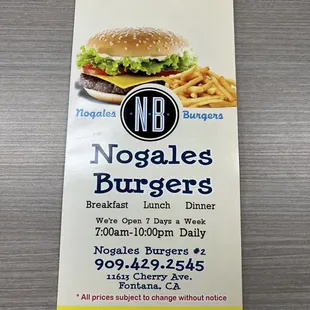 N·B
Nogales Burgers
Nogales
Burgers
Breakfast Lunch Dinner
We're Open 7 Days a Week
7:00am-10:00pm Daily
Nogales Burgers #2
909.429.2545
11613 Cherry Ave.
Fontana, CA
* All prices subject to change without notice